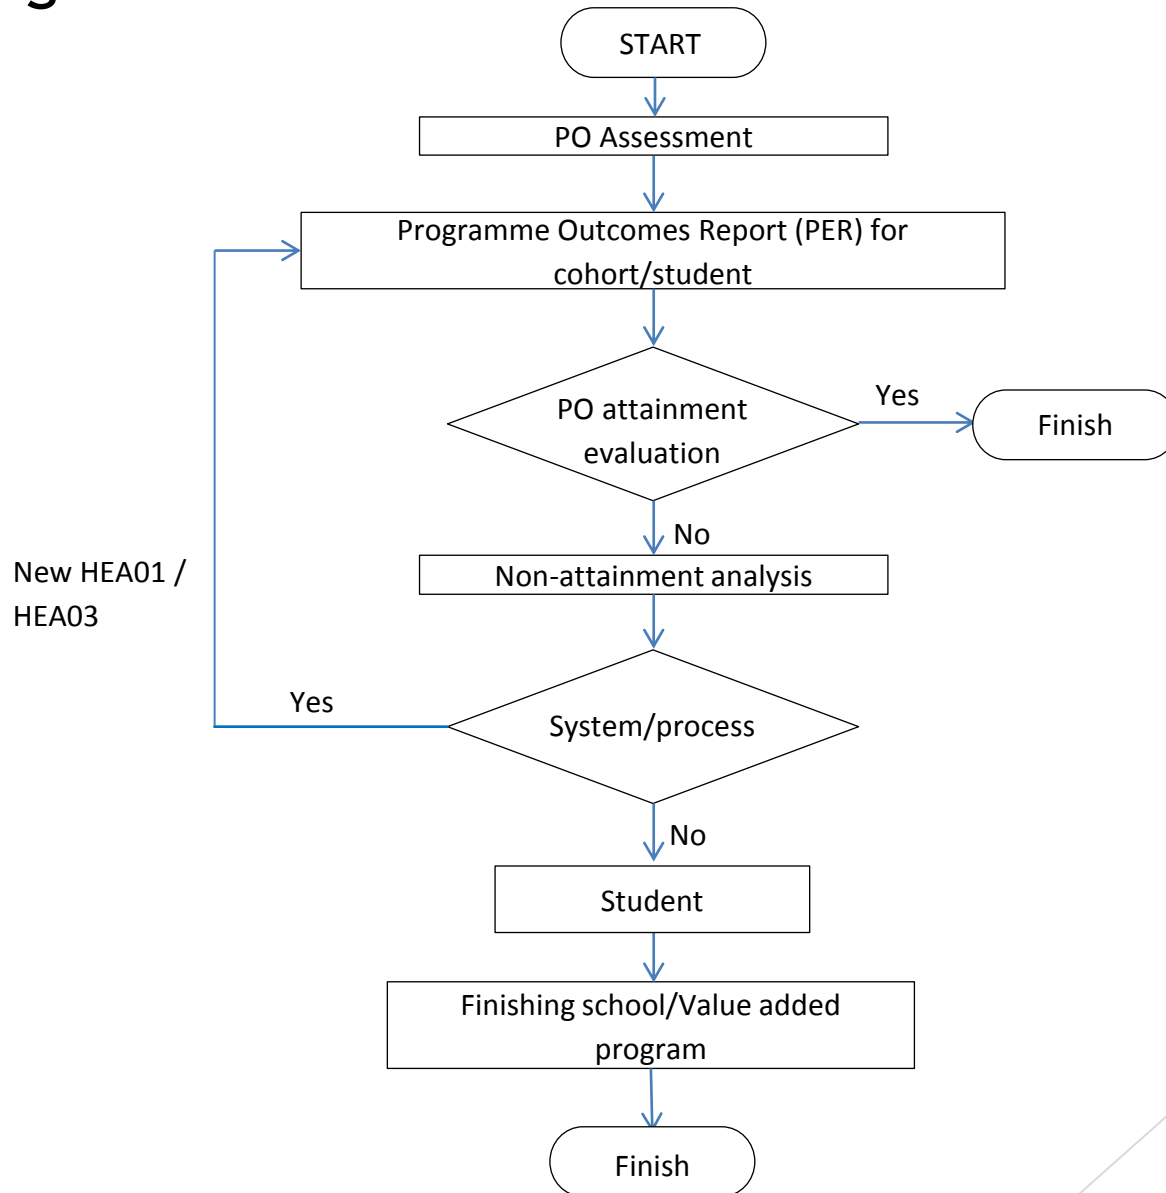 START
PO Assessment
Programme Outcomes Report (PER) for
cohort/student
PO attainment
evaluation
Yes
Finish
No
Non-attainment analysis
New HEA01 /
HEA03
Yes
System/process
No
Student
Finishing school/Value added
program
Finish